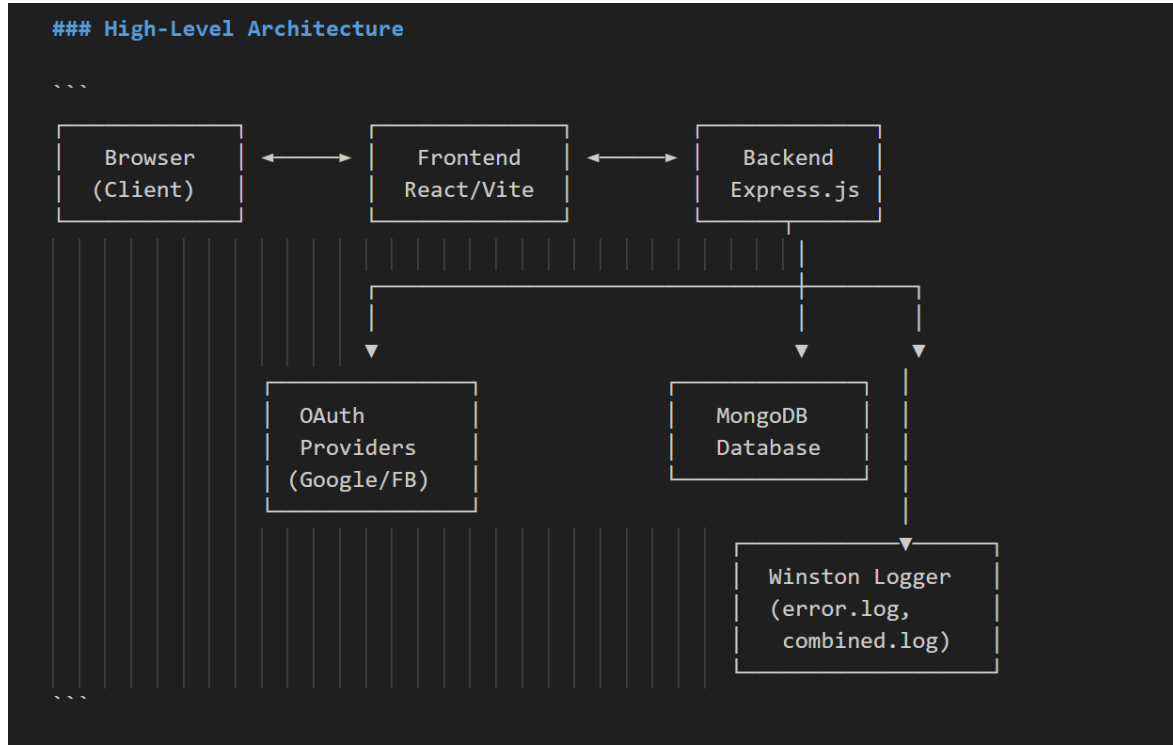 ### High-Level Architecture
```
Browser
(Client)
Frontend
React/Vite
Backend
Express.js
OAuth
Providers
(Google/FB)
MongoDB
Database
Winston Logger
(error.log,
combined.log)
```